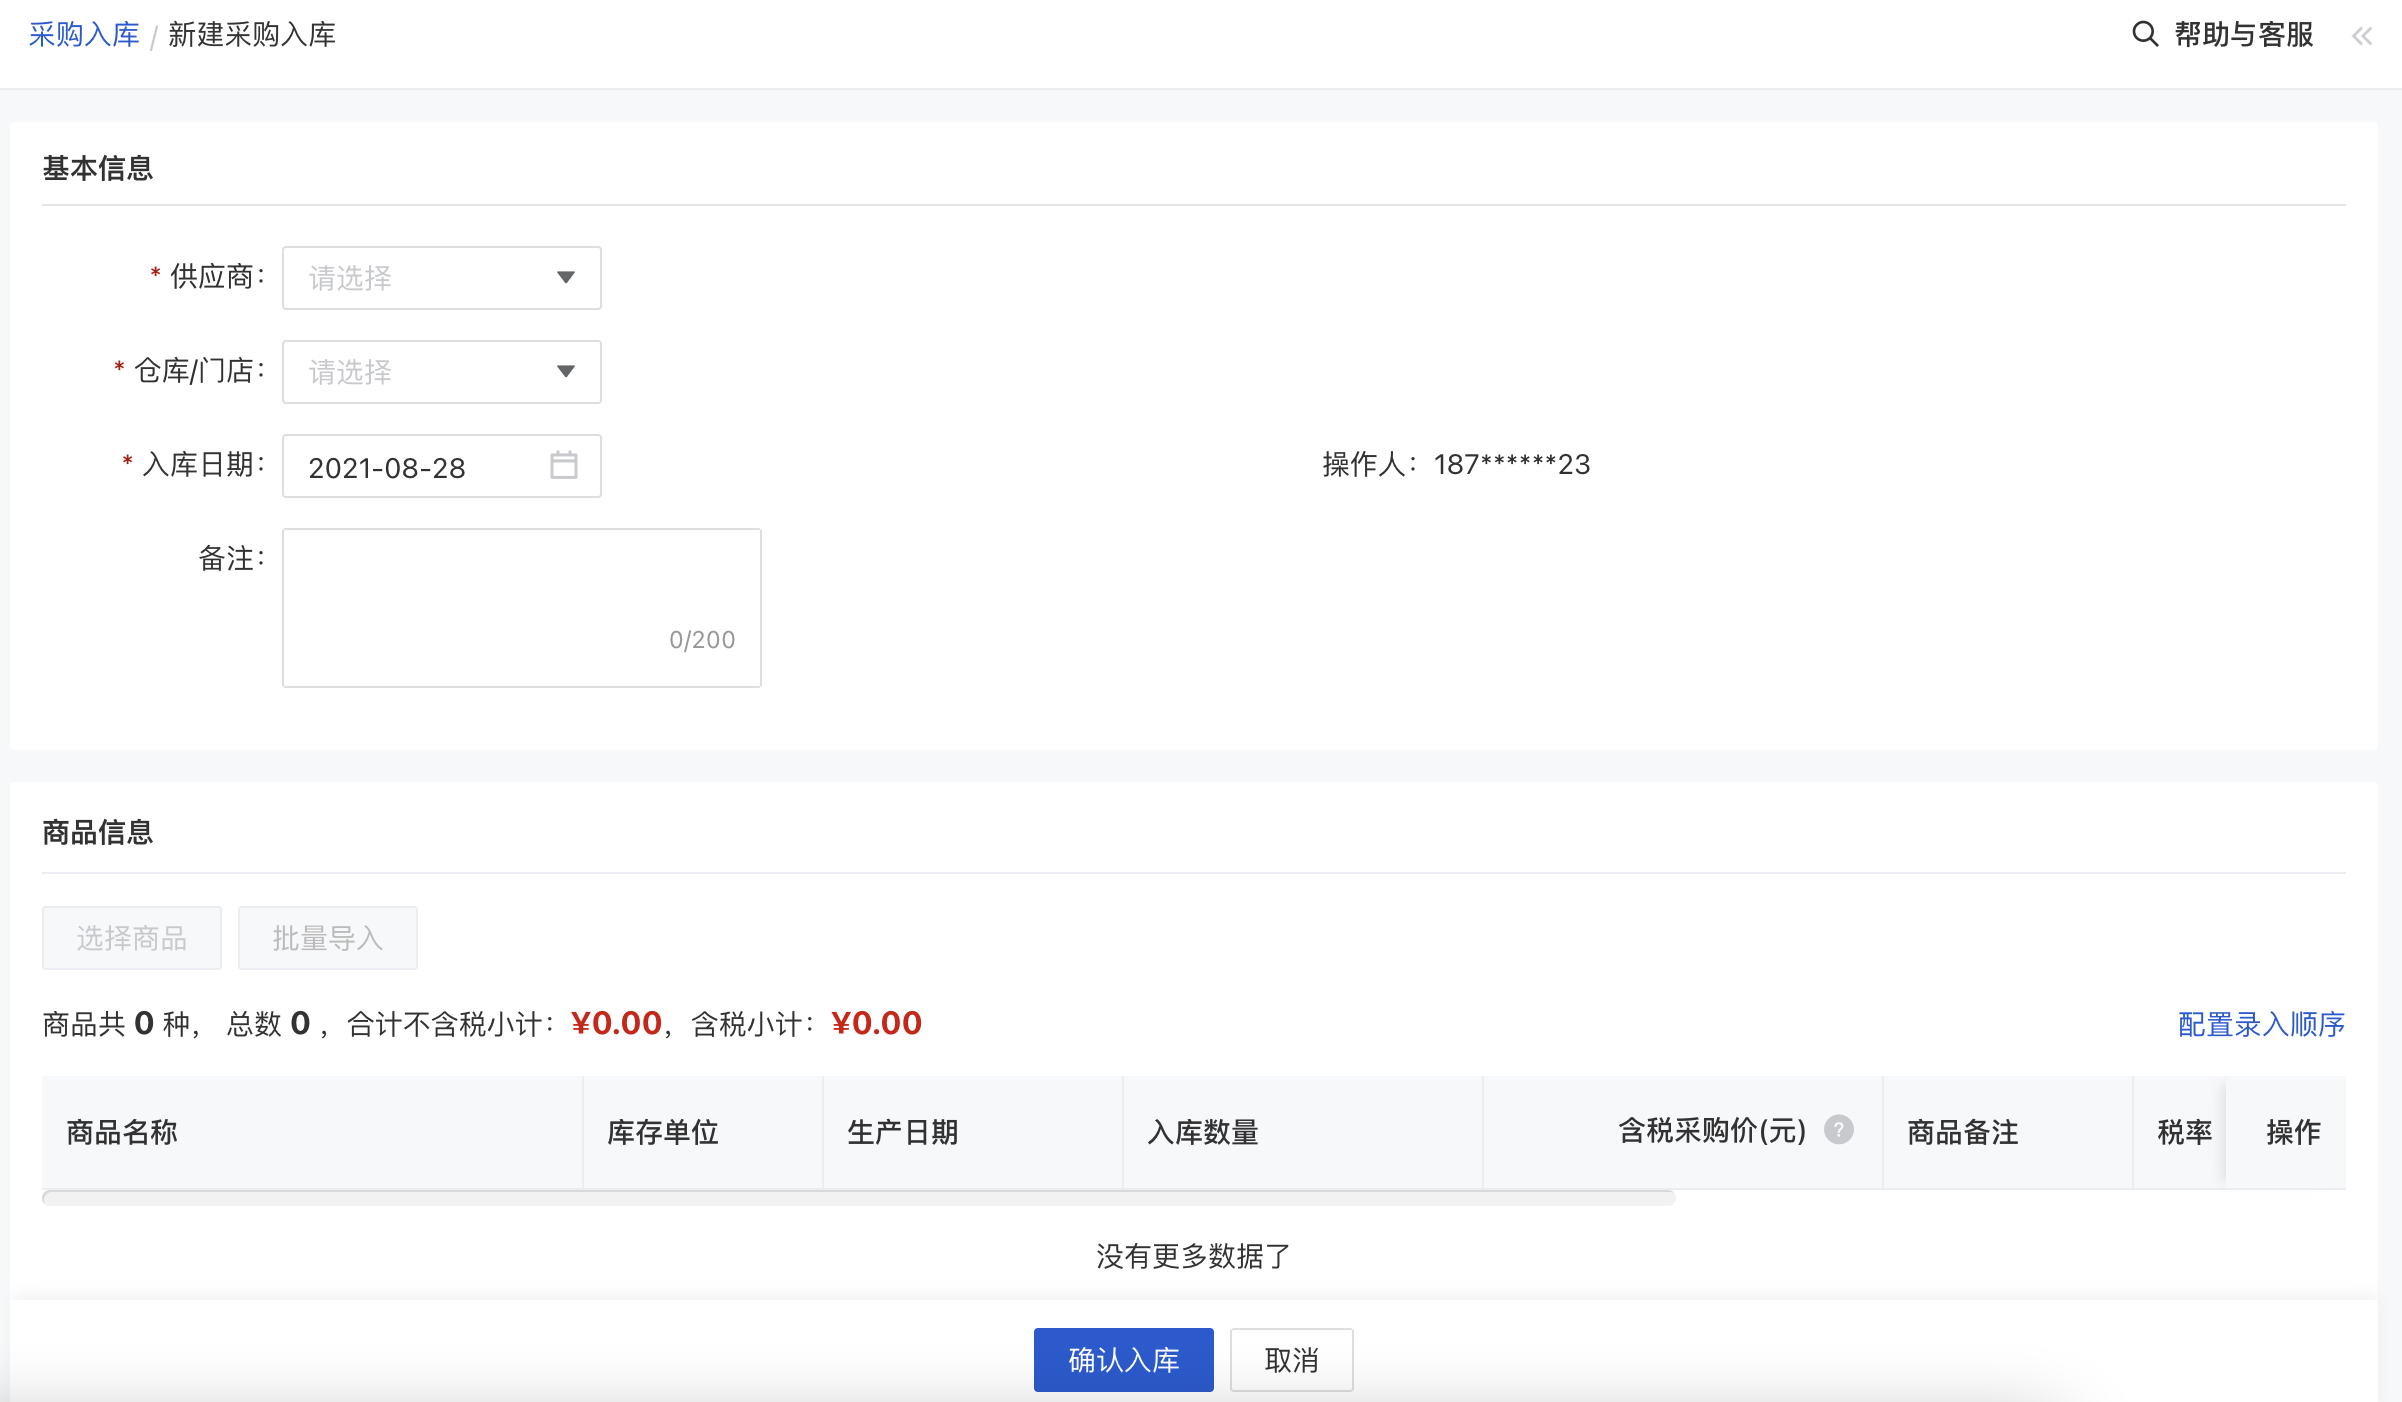 采购入库 / 新建采购入库
帮助与客服
基本信息
* 供应商： 请选择
* 仓库/门店： 请选择
* 入库日期： 2021-08-28
操作人： 187******23
备注：
0/200
商品信息
选择商品 批量导入
商品共 0 种， 总数 0 ，合计不含税小计：¥0.00，含税小计：¥0.00
配置录入顺序
商品名称 库存单位 生产日期 入库数量 含税采购价(元) ? 商品备注 税率 操作
没有更多数据了
确认入库 取消